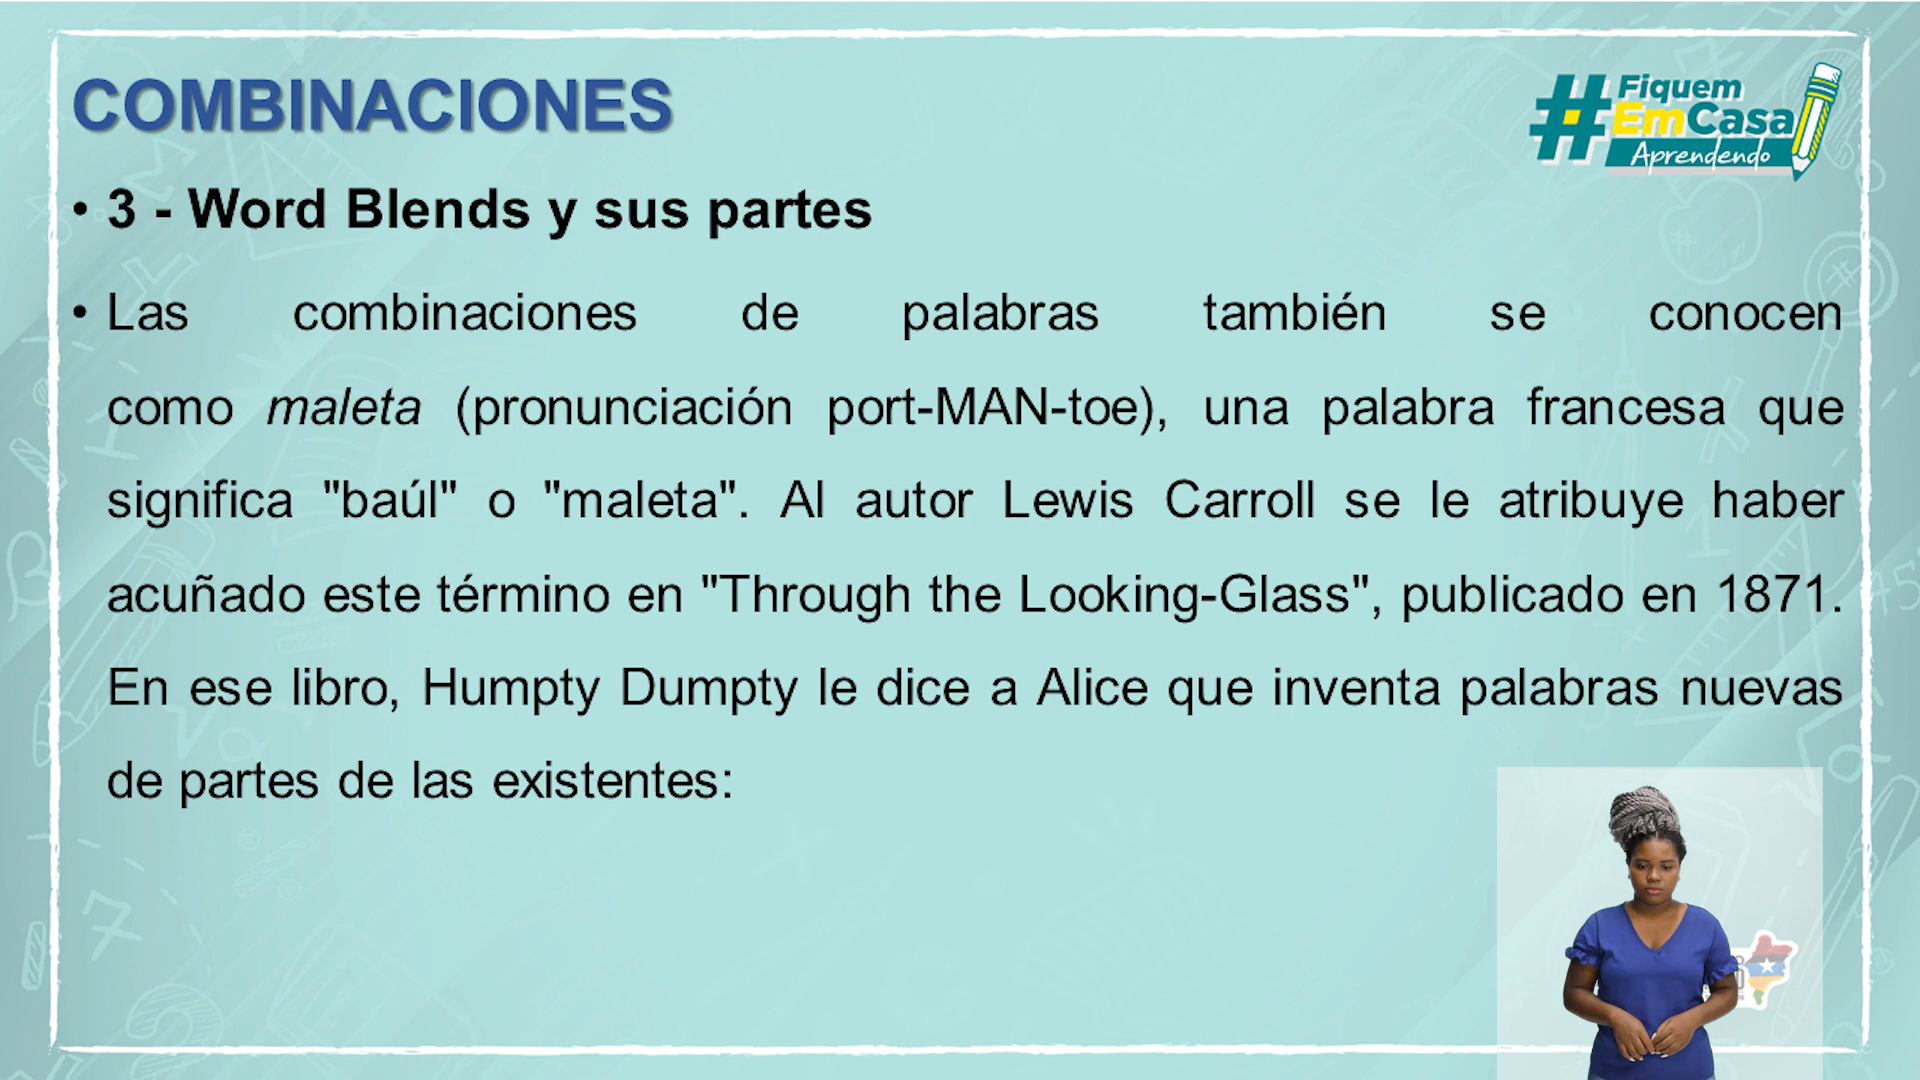 COMBINACIONES
#Fiquem
EmCasa
Aprendendo
• 3 - Word Blends y sus partes
• Las combinaciones de palabras también se conocen
como maleta (pronunciación port-MAN-toe), una palabra francesa que
significa "baúl" o "maleta". Al autor Lewis Carroll se le atribuye haber
acuñado este término en "Through the Looking-Glass", publicado en 1871.
En ese libro, Humpty Dumpty le dice a Alice que inventa palabras nuevas
de partes de las existentes: